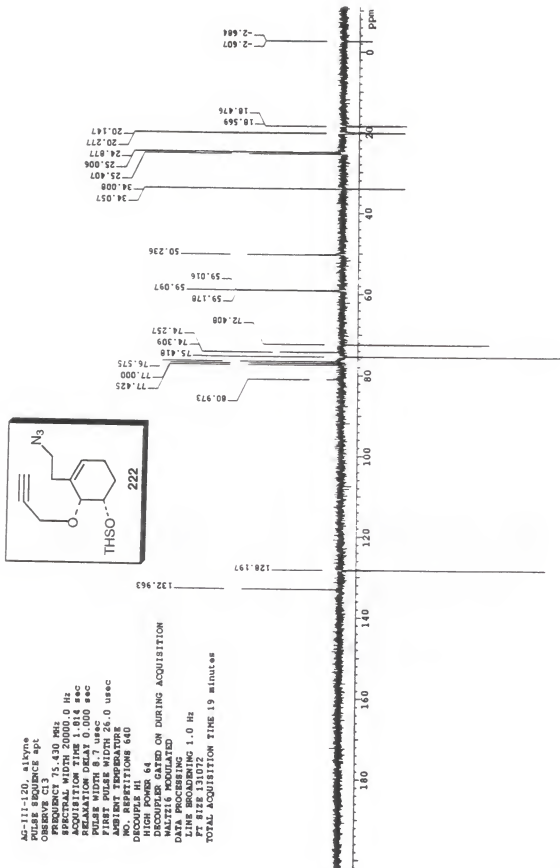 AG-III-120, alkyne
PULSE SEQUENCE apt
OBSERVE C13
FREQUENCY 75.430 MHz
SPECTRAL WIDTH 20000.0 Hz
ACQUISITION TIME 1.814 sec
RELAXATION DELAY 0.000 sec
PULSE WIDTH 8.7 usec
FIRST PULSE WIDTH 26.0 usec
AMBIENT TEMPERATURE
NO. REPETITIONS 640
DECOUPLE H1
HIGH POWER 64
DECOUPLER GATED ON DURING ACQUISITION
WALTZ16 MODULATED
DATA PROCESSING
LINE BROADENING 1.0 Hz
FT SIZE 131072
TOTAL ACQUISITION TIME 19 minutes
N3
O
THSO
222
132.963
128.197
80.973
77.425
77.000
76.575
75.418
74.309
74.257
72.408
59.178
59.097
59.016
50.236
34.057
34.008
25.407
25.006
24.877
20.277
20.147
18.569
18.476
-2.607
-2.684
180
160
140
120
100
80
60
40
20
0
ppm